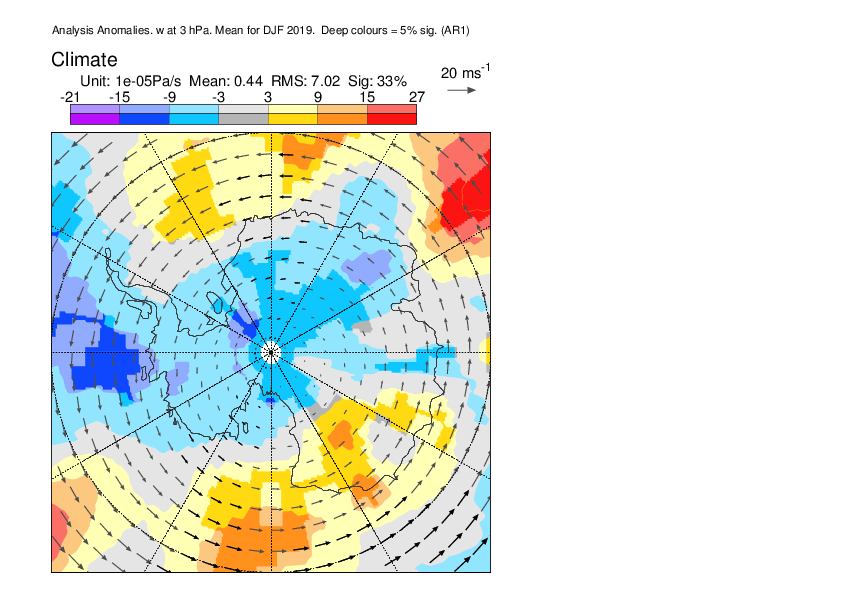 Analysis Anomalies. w at 3 hPa. Mean for DJF 2019.  Deep colours = 5% sig. (AR1)
Climate
Unit: 1e-05Pa/s  Mean: 0.44  RMS: 7.02  Sig: 33%
20 ms-1
-21 -15 -9 -3 3 9 15 27